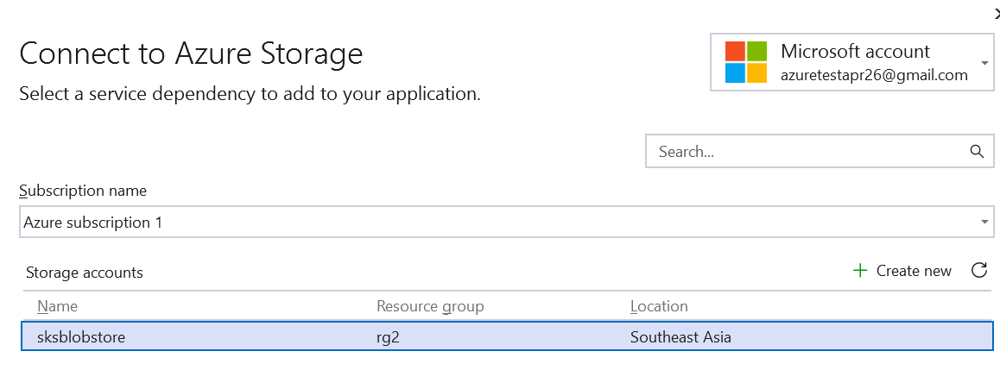 Connect to Azure Storage
Select a service dependency to add to your application.
Microsoft account
azuretestapr26@gmail.com
Search...
Subscription name
Azure subscription 1
Storage accounts
Create new
Name Resource group Location
sksblobstore rg2 Southeast Asia